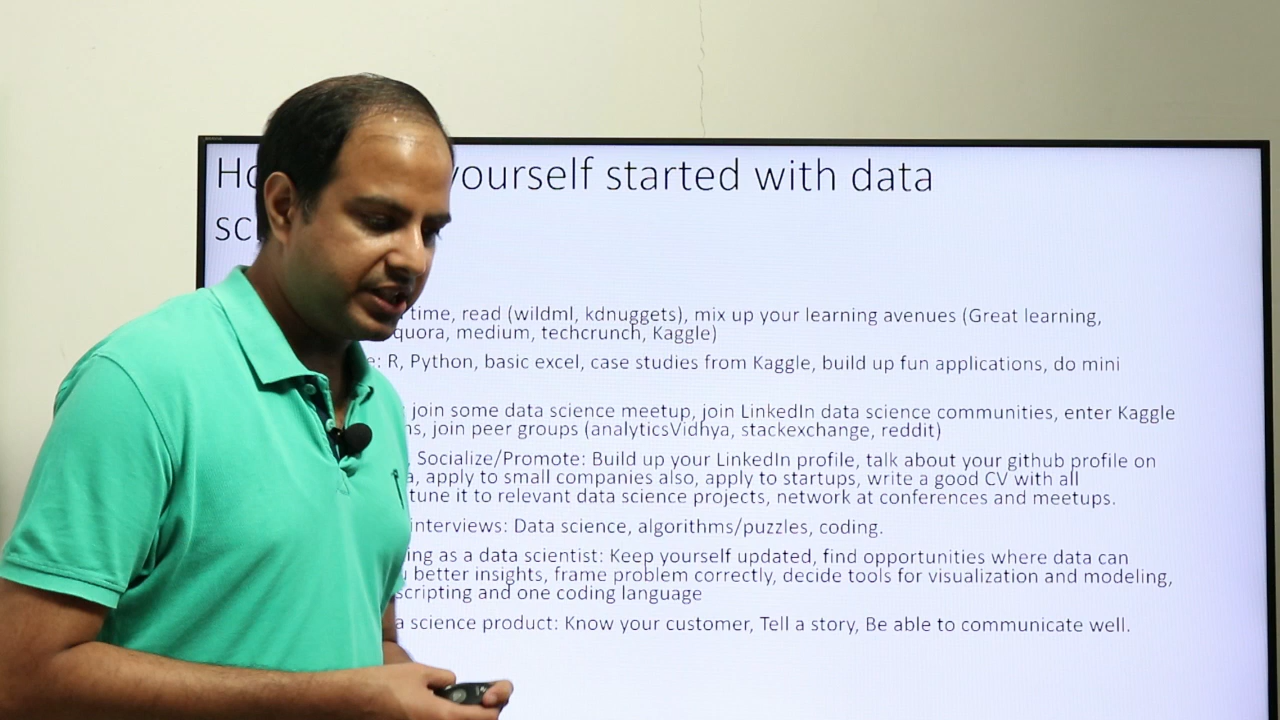 yourself started with data
time, read (wildml, kdnuggets), mix up your learning avenues (Great learning,
quora, medium, techcrunch, Kaggle)
R, Python, basic excel, case studies from Kaggle, build up fun applications, do mini
join some data science meetup, join LinkedIn data science communities, enter Kaggle
join peer groups (analyticsVidhya, stackexchange, reddit)
, Socialize/Promote: Build up your LinkedIn profile, talk about your github profile on
apply to small companies also, apply to startups, write a good CV with all
tune it to relevant data science projects, network at conferences and meetups.
interviews: Data science, algorithms/puzzles, coding.
as a data scientist: Keep yourself updated, find opportunities where data can
better insights, frame problem correctly, decide tools for visualization and modeling,
scripting and one coding language
science product: Know your customer, Tell a story, Be able to communicate well.